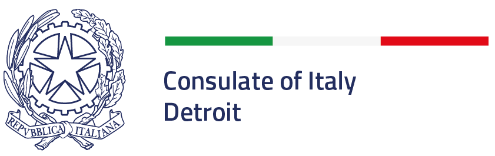 REPVBBLICA ITALIANA
Consulate of Italy
Detroit